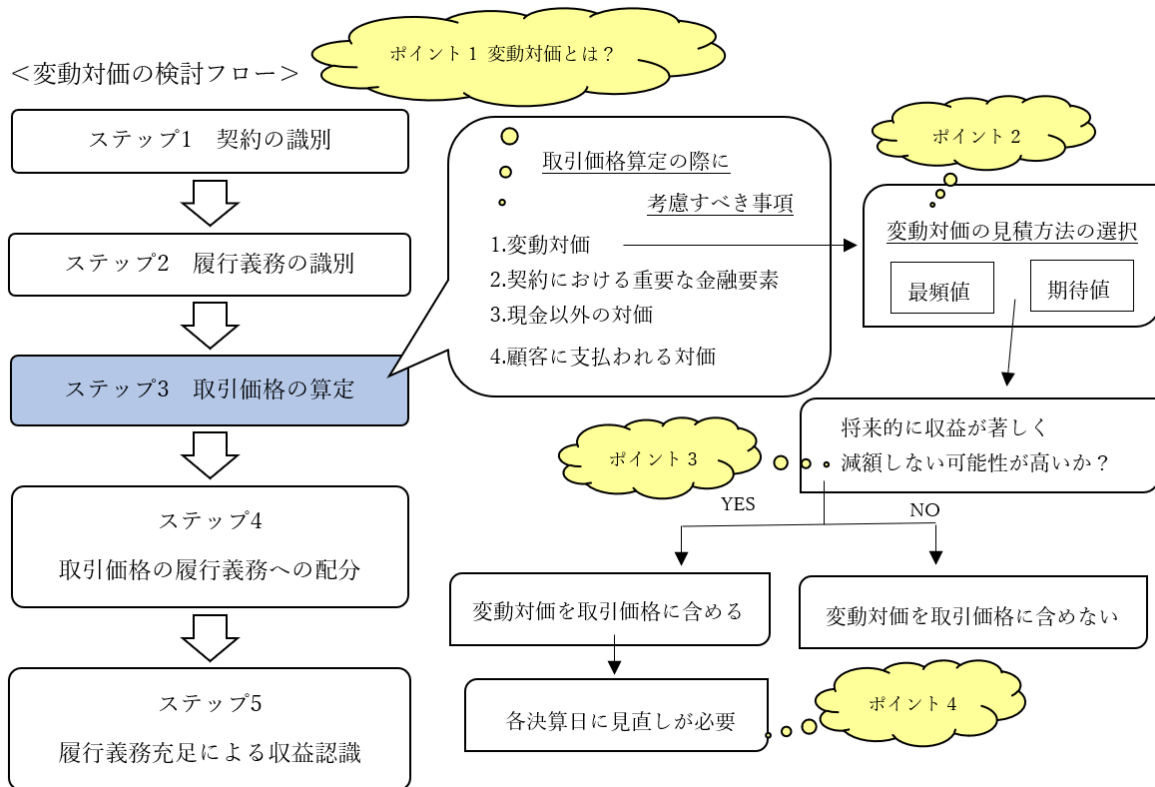 ポイント1 変動対価とは？
＜変動対価の検討フロー＞
ステップ1　契約の識別
ステップ2　履行義務の識別
ステップ3　取引価格の算定
ステップ4
取引価格の履行義務への配分
ステップ5
履行義務充足による収益認識
取引価格算定の際に
考慮すべき事項
1.変動対価
2.契約における重要な金融要素
3.現金以外の対価
4.顧客に支払われる対価
ポイント2
変動対価の見積方法の選択
最頻値
期待値
ポイント3
将来的に収益が著しく
減額しない可能性が高いか？
YES
NO
変動対価を取引価格に含める
変動対価を取引価格に含めない
各決算日に見直しが必要
ポイント4